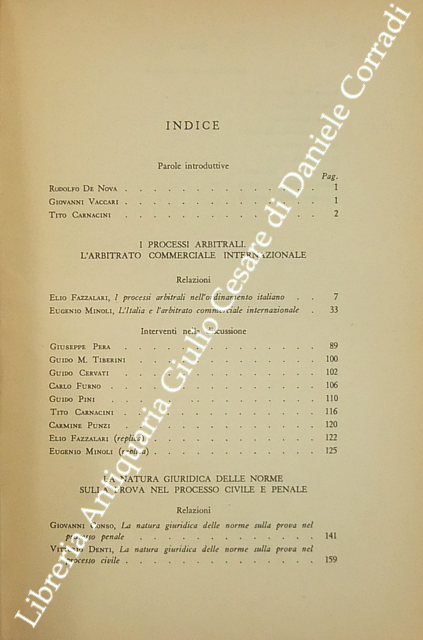 INDICE
Parole introduttive
Pag.
Rodolfo De Nova . . . . . . . . . . . . . . 1
Giovanni Vaccari . . . . . . . . . . . . . . 1
Tito Carnacini . . . . . . . . . . . . . . 2
I PROCESSI ARBITRALI.
L'ARBITRATO COMMERCIALE INTERNAZIONALE
Relazioni
Elio Fazzalari, I processi arbitrali nell'ordinamento italiano . . 7
Eugenio Minoli, L'Italia e l'arbitrato commerciale internazionale . 33
Interventi nella discussione
Giuseppe Pera . . . . . . . . . . . . . . 89
Guido M. Tiberini . . . . . . . . . . . . . 100
Guido Cervati . . . . . . . . . . . . . . 102
Carlo Furno . . . . . . . . . . . . . . 106
Guido Pini . . . . . . . . . . . . . . 110
Tito Carnacini . . . . . . . . . . . . . . 116
Carmine Punzi . . . . . . . . . . . . . . 120
Elio Fazzalari (replica) . . . . . . . . . . . . 122
Eugenio Minoli (replica) . . . . . . . . . . . . 125
LA NATURA GIURIDICA DELLE NORME
SULLA PROVA NEL PROCESSO CIVILE E PENALE
Relazioni
Giovanni Conso, La natura giuridica delle norme sulla prova nel
processo penale . . . . . . . . . . . . . . 141
Vittorio Denti, La natura giuridica delle norme sulla prova nel
processo civile . . . . . . . . . . . . . . 159
Libreria Antiquaria Giulio Cesare di Daniele Corradi